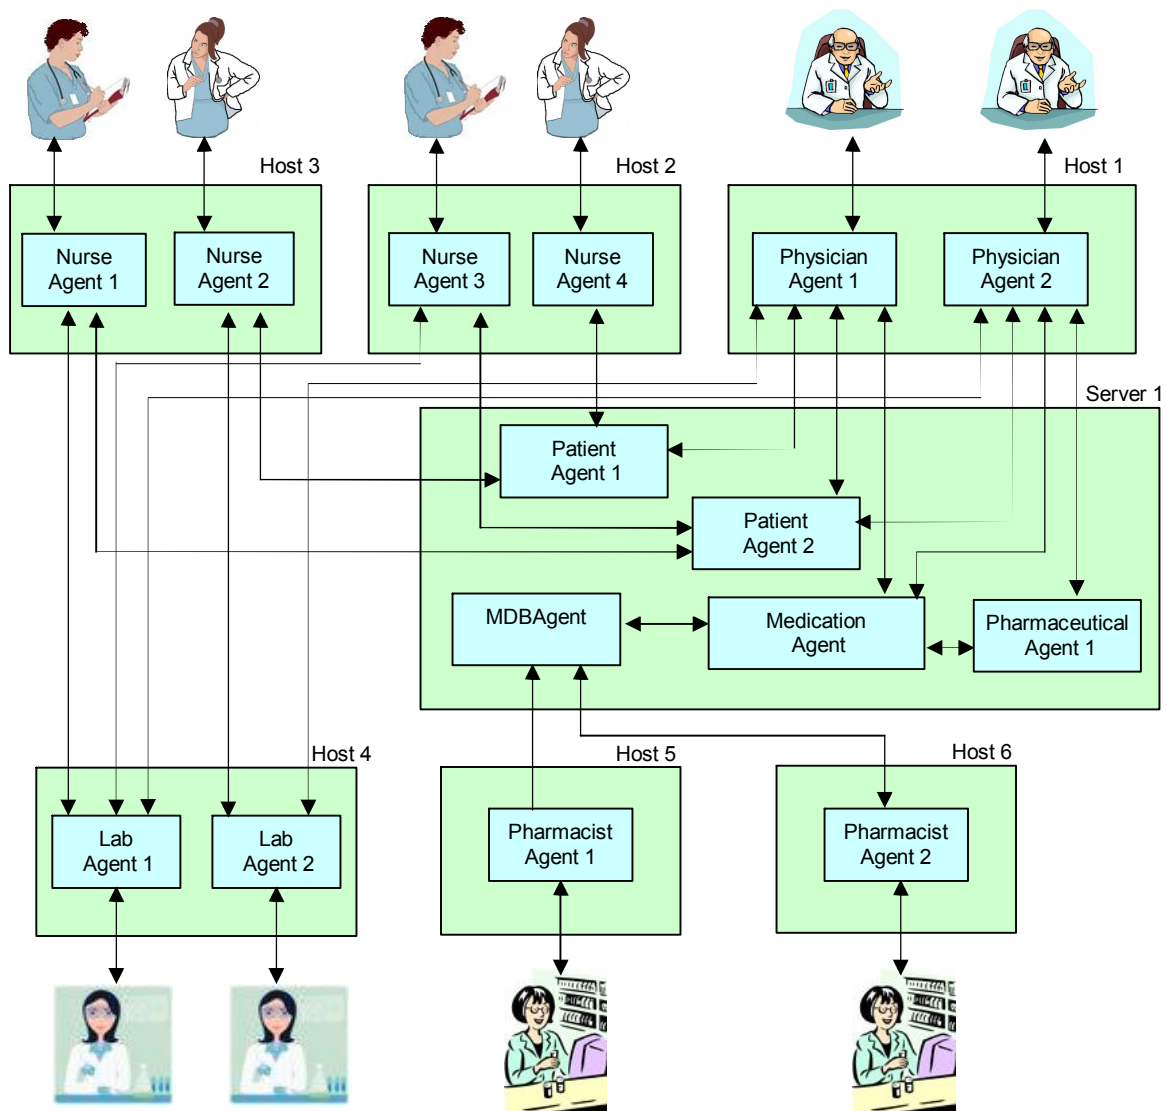 Host 3
Host 2
Host 1
Nurse
Agent 1
Nurse
Agent 2
Nurse
Agent 3
Nurse
Agent 4
Physician
Agent 1
Physician
Agent 2
Server 1
Patient
Agent 1
Patient
Agent 2
MDBAgent
Medication
Agent
Pharmaceutical
Agent 1
Host 4
Host 5
Host 6
Lab
Agent 1
Lab
Agent 2
Pharmacist
Agent 1
Pharmacist
Agent 2